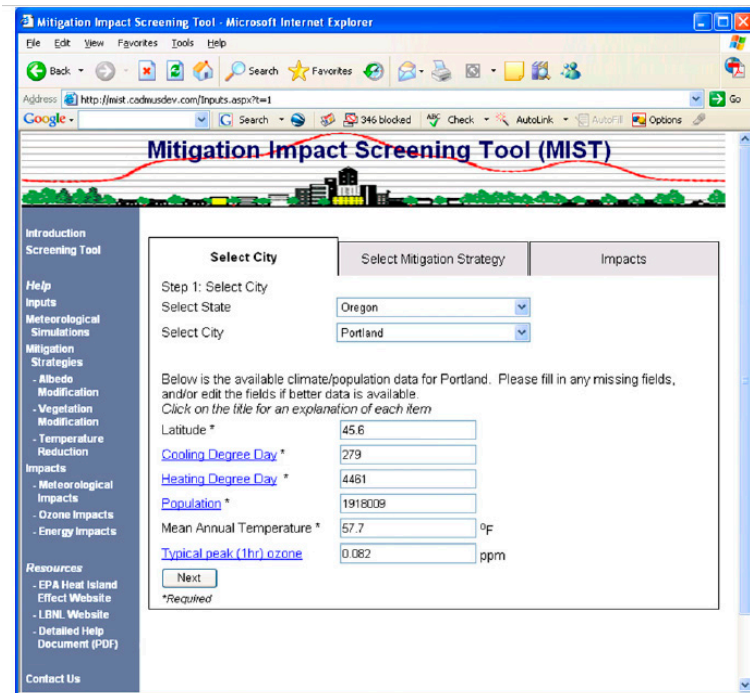 Mitigation Impact Screening Tool - Microsoft Internet Explorer
File Edit View Favorites Tools Help
Back Search Favorites
Address http://mist.cadmusdev.com/Inputs.aspx?t=1 Go
Google Search 346 blocked ABC Check AutoLink AutoFill Options
Mitigation Impact Screening Tool (MIST)
Introduction
Screening Tool
Help
Inputs
Meteorological
Simulations
Mitigation
Strategies
- Albedo
Modification
- Vegetation
Modification
- Temperature
Reduction
Impacts
- Meteorological
Impacts
- Ozone Impacts
- Energy Impacts
Resources
- EPA Heat Island
Effect Website
- LBNL Website
- Detailed Help
Document (PDF)
Contact Us
Select City Select Mitigation Strategy Impacts
Step 1: Select City
Select State Oregon
Select City Portland
Below is the available climate/population data for Portland. Please fill in any missing fields,
and/or edit the fields if better data is available.
Click on the title for an explanation of each item
Latitude * 45.6
Cooling Degree Day * 279
Heating Degree Day * 4461
Population * 1918009
Mean Annual Temperature * 57.7 ºF
Typical peak (1hr) ozone 0.082 ppm
Next
*Required